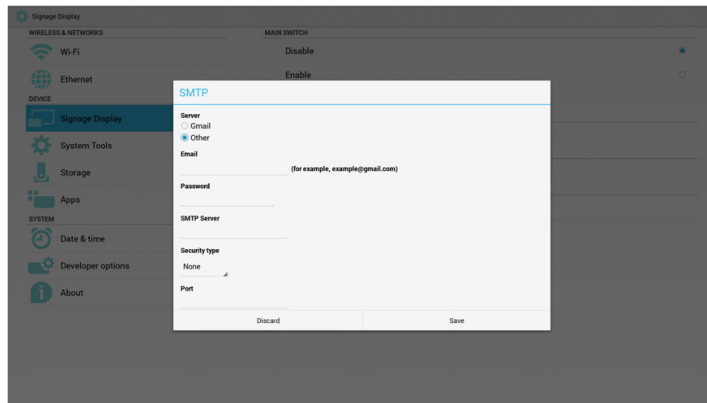 Signage Display
WIRELESS & NETWORKS
Wi-Fi
Ethernet
DEVICE
Signage Display
System Tools
Storage
Apps
SYSTEM
Date & time
Developer options
About
MAIN SWITCH
Disable
Enable
SMTP
Server
Gmail
Other
Email
(for example, example@gmail.com)
Password
SMTP Server
Security type
None
Port
Discard
Save